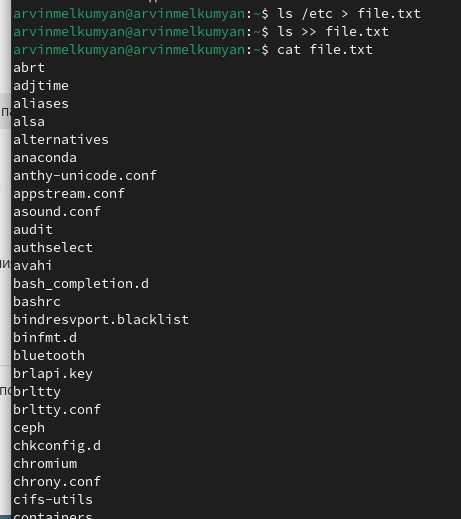 arvinmelkumyan@arvinmelkumyan:~$ ls /etc > file.txt
arvinmelkumyan@arvinmelkumyan:~$ ls >> file.txt
arvinmelkumyan@arvinmelkumyan:~$ cat file.txt
abrt
adjtime
aliases
alsa
alternatives
anaconda
anthy-unicode.conf
appstream.conf
asound.conf
audit
authselect
avahi
bash_completion.d
bashrc
bindresvport.blacklist
binfmt.d
bluetooth
brlapi.key
brltty
brltty.conf
ceph
chkconfig.d
chromium
chrony.conf
cifs-utils
containers